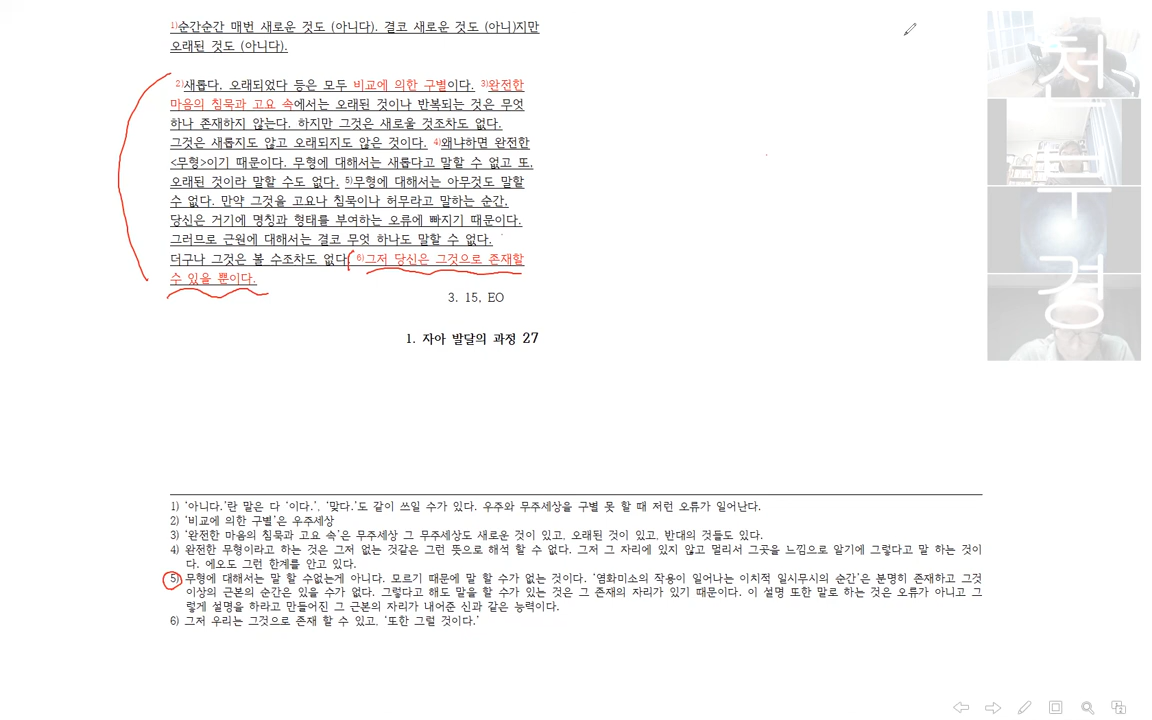 1)순간순간 매번 새로운 것도 (아니다). 결코 새로운 것도 (아니)지만
오래된 것도 (아니다).
2)새롭다, 오래되었다 등은 모두 비교에 의한 구별이다. 3)완전한
마음의 침묵과 고요 속에서는 오래된 것이나 반복되는 것은 무엇
하나 존재하지 않는다. 하지만 그것은 새로울 것조차도 없다.
그것은 새롭지도 않고 오래되지도 않은 것이다. 4)왜냐하면 완전한
<무형>이기 때문이다. 무형에 대해서는 새롭다고 말할 수 없고 또,
오래된 것이라 말할 수도 없다. 5)무형에 대해서는 아무것도 말할
수 없다. 만약 그것을 고요나 침묵이나 허무라고 말하는 순간,
당신은 거기에 명칭과 형태를 부여하는 오류에 빠지기 때문이다.
그러므로 근원에 대해서는 결코 무엇 하나도 말할 수 없다.
더구나 그것은 볼 수조차도 없다. 6)그저 당신은 그것으로 존재할
수 있을 뿐이다.
3. 15, EO
1. 자아 발달의 과정 27
1) '아니다.'란 말은 다 '이다.', '맞다.'도 같이 쓰일 수가 있다. 우주와 무주세상을 구별 못 할 때 저런 오류가 일어난다.
2) '비교에 의한 구별'은 우주세상
3) '완전한 마음의 침묵과 고요 속'은 무주세상 그 무주세상도 새로운 것이 있고, 오래된 것이 있고, 반대의 것들도 있다.
4) 완전한 무형이라고 하는 것은 그저 없는 것같은 그런 뜻으로 해석 할 수 없다. 그저 그 자리에 있지 않고 멀리서 그곳을 느낌으로 알기에 그렇다고 말 하는 것이
다. 에오도 그런 한계를 안고 있다.
5) 무형에 대해서는 말 할 수없는게 아니다. 모르기 때문에 말 할 수가 없는 것이다. '염화미소의 작용이 일어나는 이치적 일시무시의 순간'은 분명히 존재하고 그것
이상의 근본의 순간은 있을 수가 없다. 그렇다고 해도 말을 할 수가 있는 것은 그 존재의 자리가 있기 때문이다. 이 설명 또한 말로 하는 것은 오류가 아니고 그
렇게 설명을 하라고 만들어진 그 근본의 자리가 내어준 신과 같은 능력이다.
6) 그저 우리는 그것으로 존재 할 수 있고, '또한 그럴 것이다.'
천
부
경